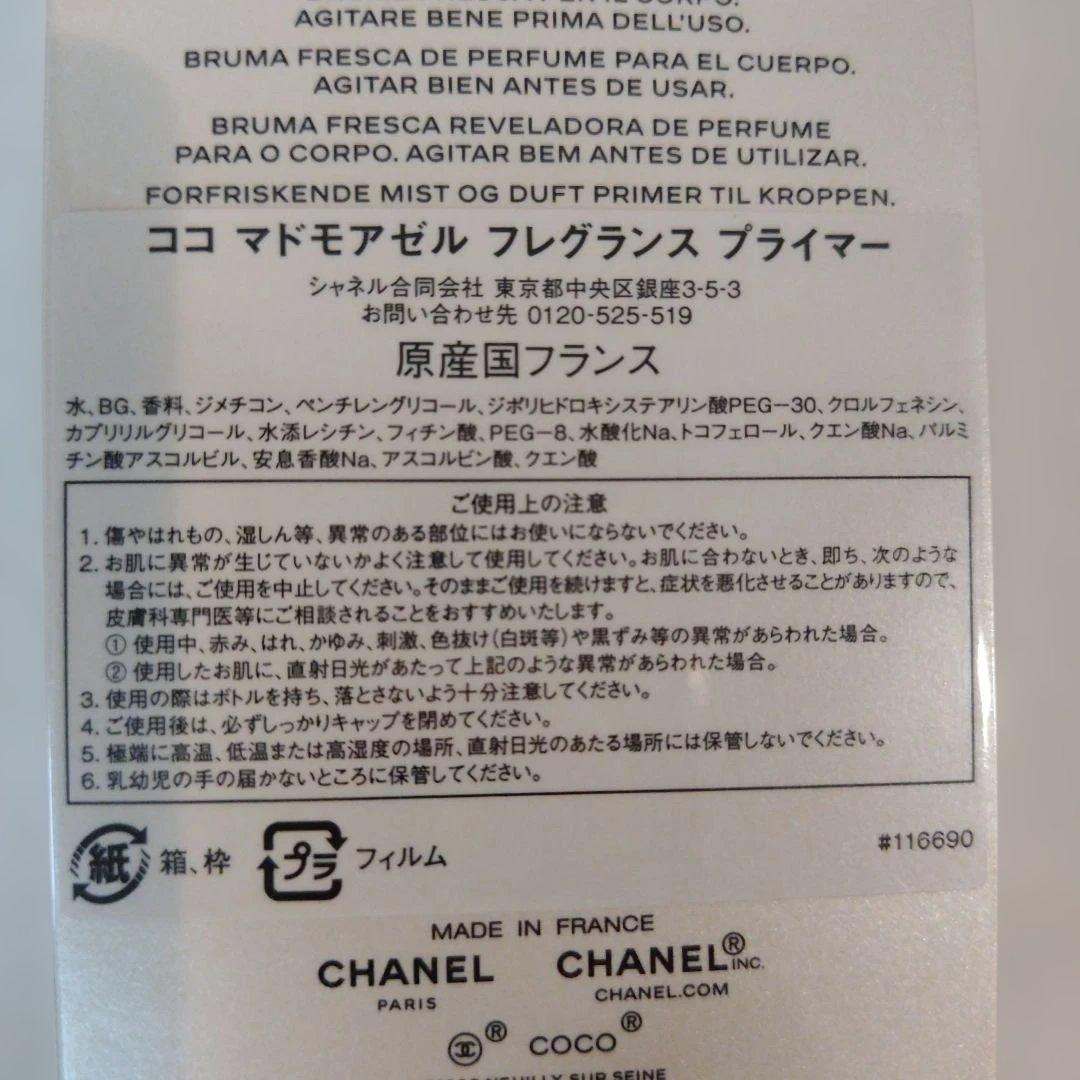 AGITARE BENE PRIMA DELL'USO.
BRUMA FRESCA DE PERFUME PARA EL CUERPO.
AGITAR BIEN ANTES DE USAR.
BRUMA FRESCA REVELADORA DE PERFUME
PARA O CORPO. AGITAR BEM ANTES DE UTILIZAR.
FORFRISKENDE MIST OG DUFT PRIMER TIL KROPPEN.
ココ マドモアゼル フレグランス プライマー
シャネル合同会社 東京都中央区銀座3-5-3
お問い合わせ先 0120-525-519
原産国フランス
水、BG、香料、ジメチコン、ペンチレングリコール、ジポリヒドロキシステアリン酸PEG-30、クロルフェネシン、
カプリリルグリコール、水添レシチン、フィチン酸、PEG-8、水酸化Na、トコフェロール、クエン酸Na、パルミ
チン酸アスコルビル、安息香酸Na、アスコルビン酸、クエン酸
ご使用上の注意
1. 傷やはれもの、湿しん等、異常のある部位にはお使いにならないでください。
2. お肌に異常が生じていないかよく注意して使用してください。お肌に合わないとき、即ち、次のような
場合には、ご使用を中止してください。そのままご使用を続けますと、症状を悪化させることがありますので、
皮膚科専門医等にご相談されることをおすすめいたします。
① 使用中、赤み、はれ、かゆみ、刺激、色抜け(白斑等)や黒ずみ等の異常があらわれた場合。
② 使用したお肌に、直射日光があたって上記のような異常があらわれた場合。
3. 使用の際はボトルを持ち、落とさないよう十分注意してください。
4. ご使用後は、必ずしっかりキャップを閉めてください。
5. 極端に高温、低温または高湿度の場所、直射日光のあたる場所には保管しないでください。
6. 乳幼児の手の届かないところに保管してください。
紙 箱、枠 プラ フィルム #116690
MADE IN FRANCE
CHANEL CHANEL® INC.
PARIS CHANEL.COM
® COCO®
NEUILLY SUR SEINE